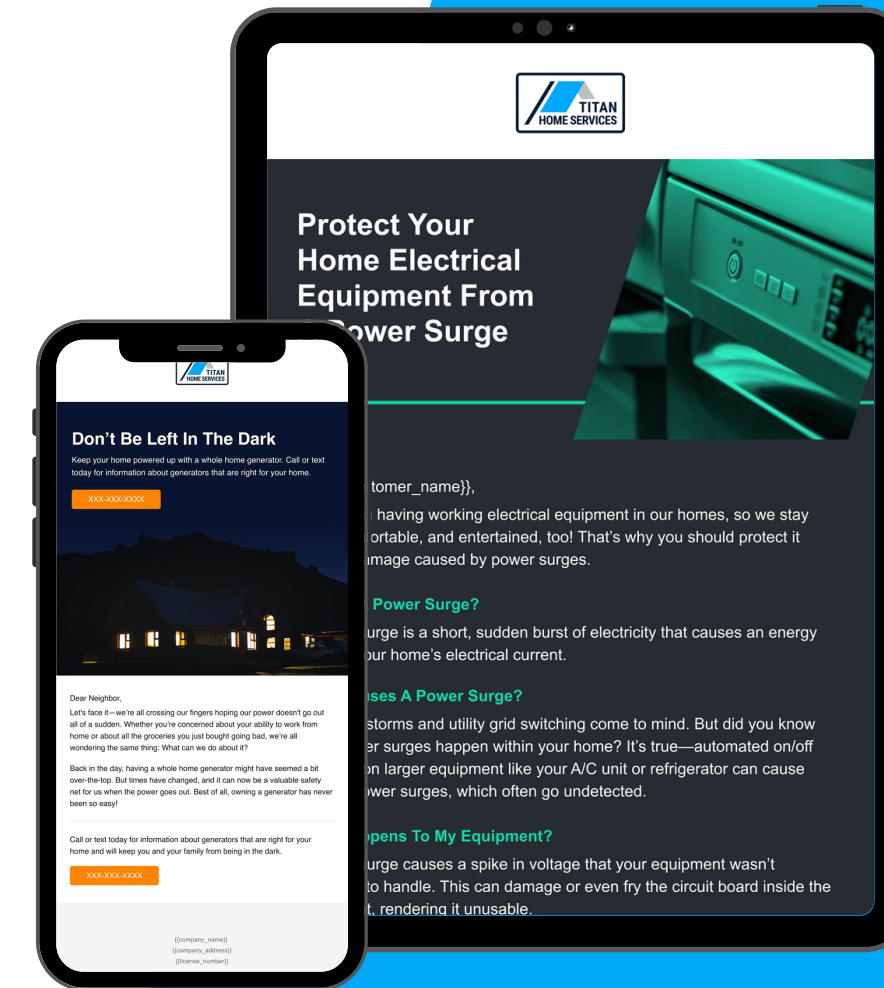 TITAN
HOME SERVICES
Protect Your
Home Electrical
Equipment From
Power Surge
tomer_name}},
having working electrical equipment in our homes, so we stay
ortable, and entertained, too! That's why you should protect it
amage caused by power surges.
Power Surge?
urge is a short, sudden burst of electricity that causes an energy
our home's electrical current.
uses A Power Surge?
storms and utility grid switching come to mind. But did you know
er surges happen within your home? It's true—automated on/off
on larger equipment like your A/C unit or refrigerator can cause
ower surges, which often go undetected.
ppens To My Equipment?
urge causes a spike in voltage that your equipment wasn't
to handle. This can damage or even fry the circuit board inside the
t, rendering it unusable.
TITAN
HOME SERVICES
Don't Be Left In The Dark
Keep your home powered up with a whole home generator. Call or text
today for information about generators that are right for your home.
XXX-XXX-XXXX
Dear Neighbor,
Let's face it—we're all crossing our fingers hoping our power doesn't go out
all of a sudden. Whether you're concerned about your ability to work from
home or about all the groceries you just bought going bad, we're all
wondering the same thing: What can we do about it?
Back in the day, having a whole home generator might have seemed a bit
over-the-top. But times have changed, and it can now be a valuable safety
net for us when the power goes out. Best of all, owning a generator has never
been so easy!
Call or text today for information about generators that are right for your
home and will keep you and your family from being in the dark.
XXX-XXX-XXXX
{{company_name}}
{{company_address}}
{{license_number}}